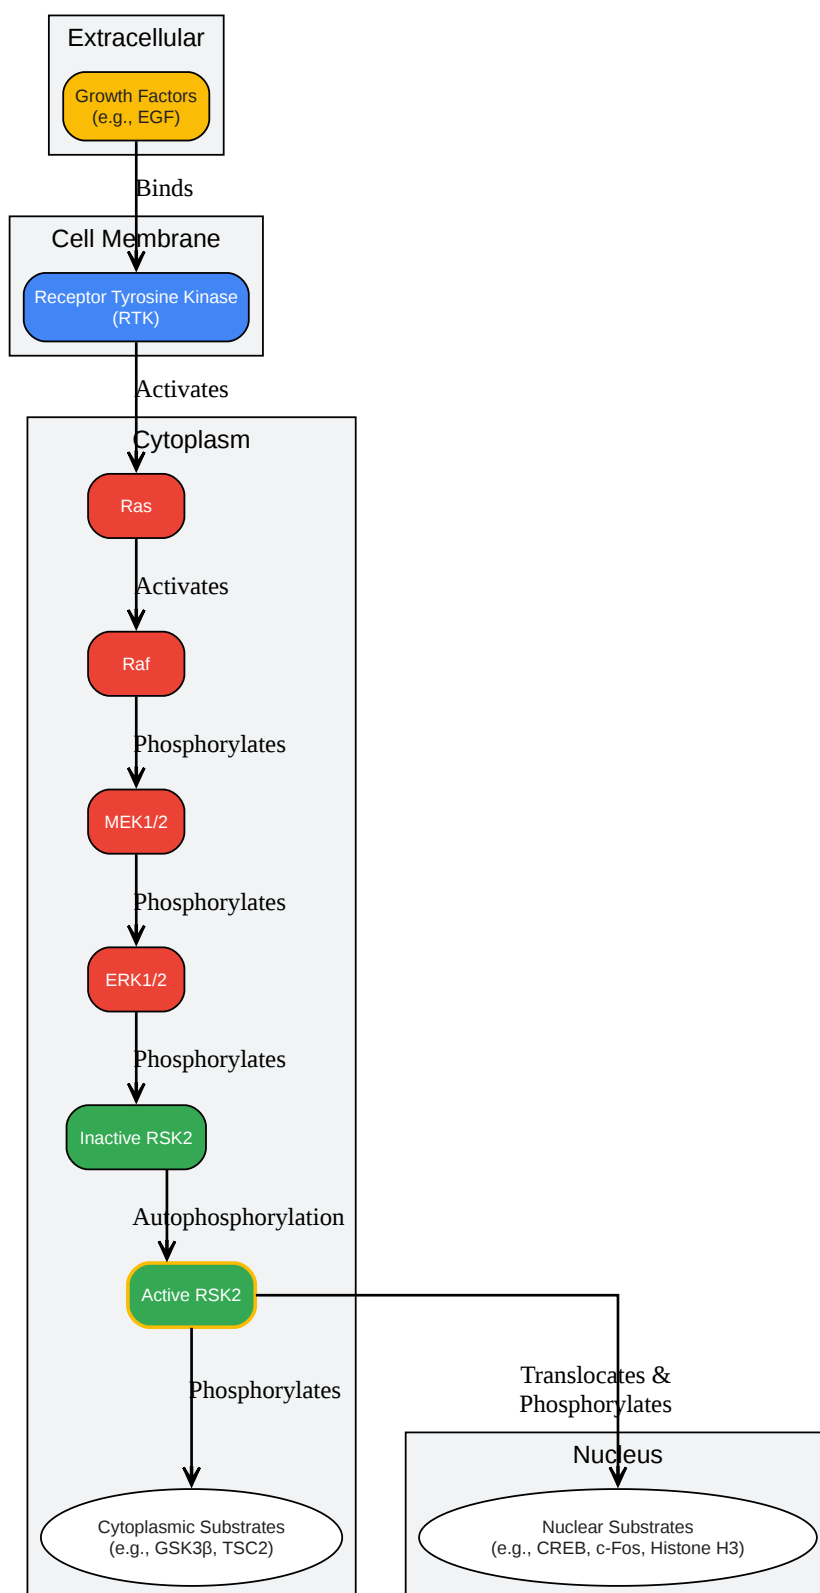 Extracellular
Growth Factors
(e.g., EGF)
Binds
Cell Membrane
Receptor Tyrosine Kinase
(RTK)
Activates
Cytoplasm
Ras
Activates
Raf
Phosphorylates
MEK1/2
Phosphorylates
ERK1/2
Phosphorylates
Inactive RSK2
Autophosphorylation
Active RSK2
Phosphorylates
Translocates &
Phosphorylates
Nucleus
Cytoplasmic Substrates
(e.g., GSK3β, TSC2)
Nuclear Substrates
(e.g., CREB, c-Fos, Histone H3)